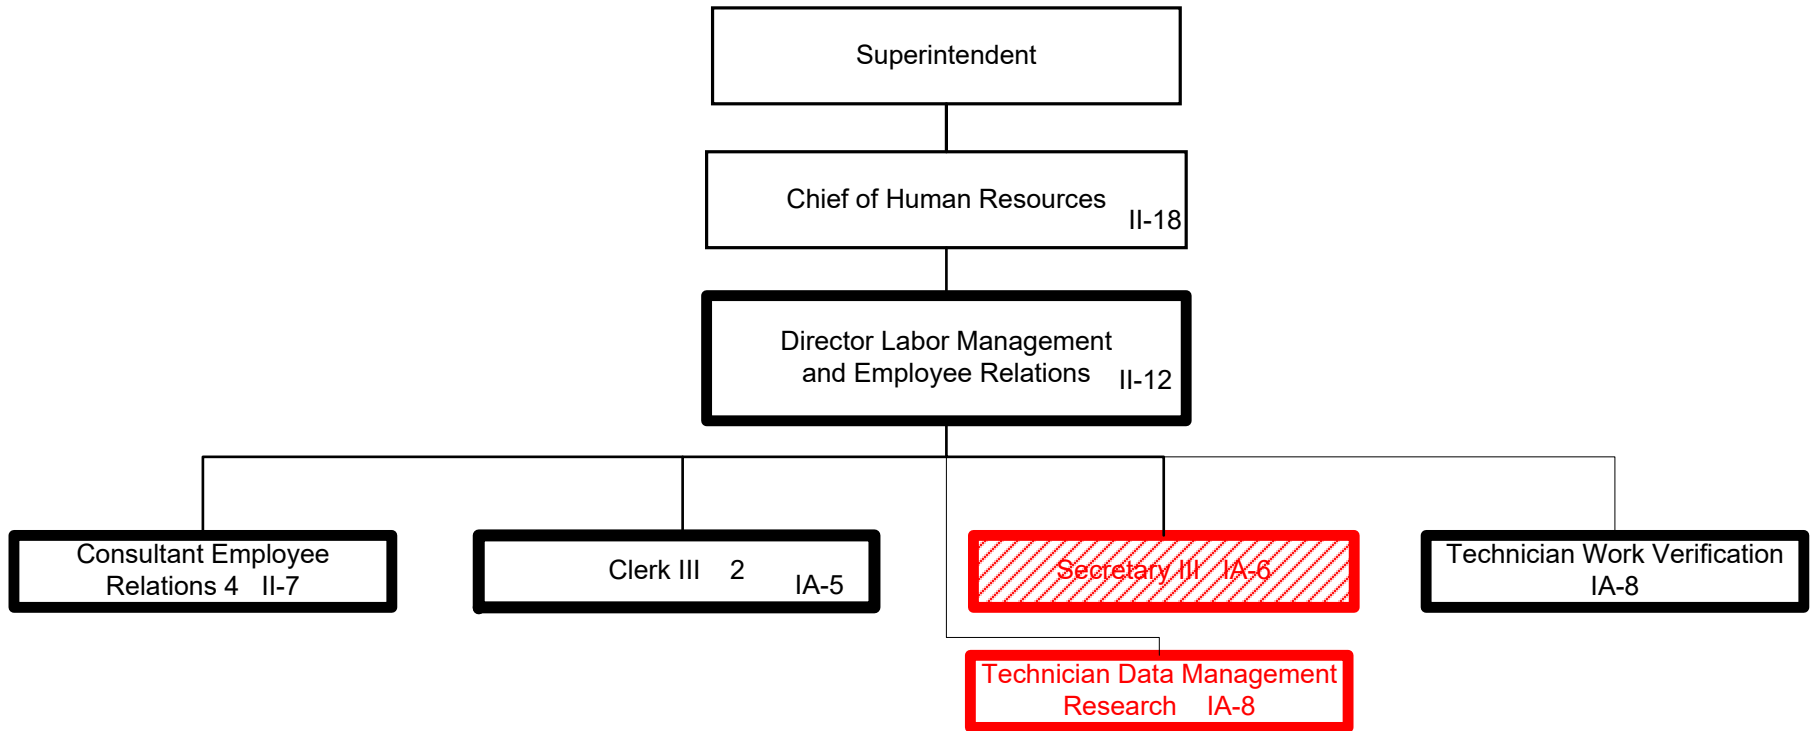 Superintendent
Chief of Human Resources
II-18
Director Labor Management
and Employee Relations II-12
Consultant Employee
Relations 4 II-7
Clerk III 2
IA-5
Secretary III IA-6
Technician Work Verification
IA-8
Technician Data Management
Research IA-8